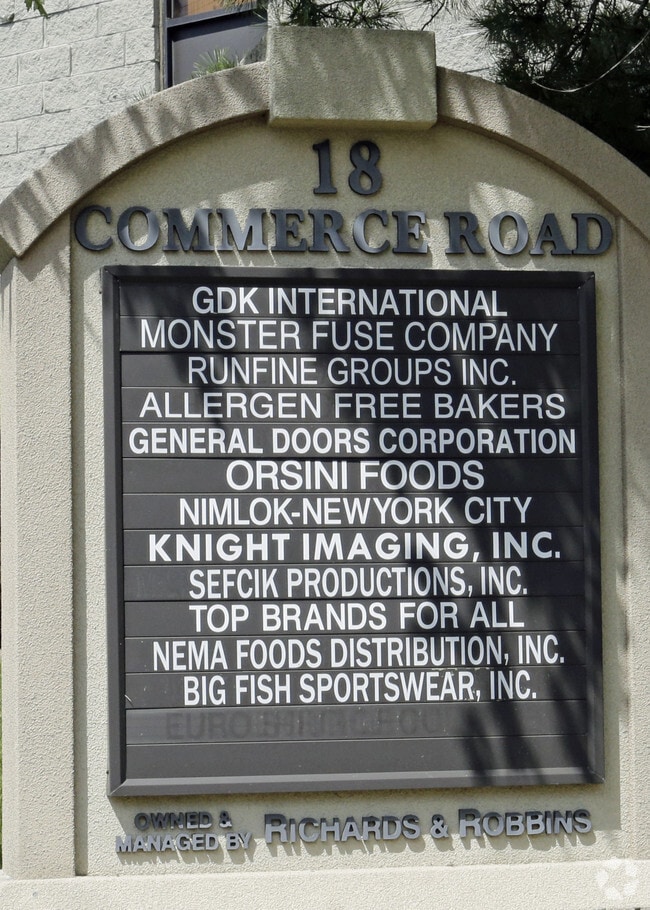 18
COMMERCE ROAD
GDK INTERNATIONAL
MONSTER FUSE COMPANY
RUNFINE GROUPS INC.
ALLERGEN FREE BAKERS
GENERAL DOORS CORPORATION
ORSINI FOODS
NIMLOK-NEWYORK CITY
KNIGHT IMAGING, INC.
SEFCIK PRODUCTIONS, INC.
TOP BRANDS FOR ALL
NEMA FOODS DISTRIBUTION, INC.
BIG FISH SPORTSWEAR, INC.
EURO
OWNED &
MANAGED BY RICHARDS & ROBBINS